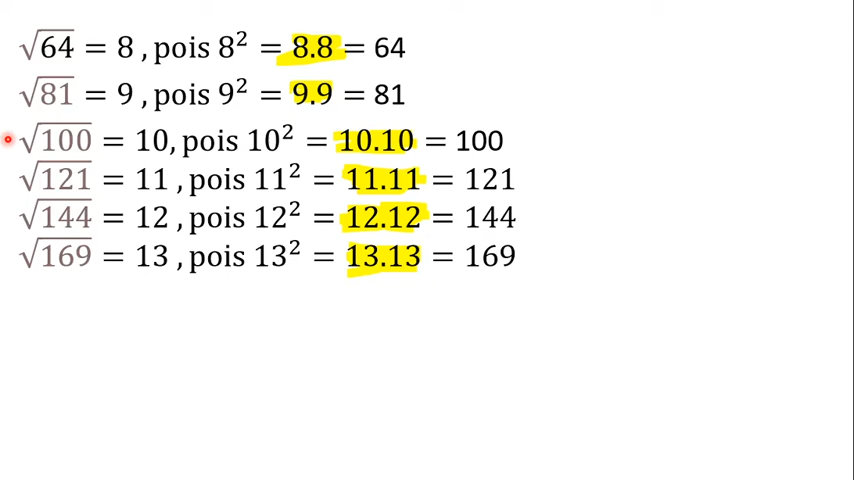 √64 = 8 , pois 8² = 8.8 = 64
√81 = 9 , pois 9² = 9.9 = 81
√100 = 10, pois 10² = 10.10 = 100
√121 = 11 , pois 11² = 11.11 = 121
√144 = 12 , pois 12² = 12.12 = 144
√169 = 13 , pois 13² = 13.13 = 169